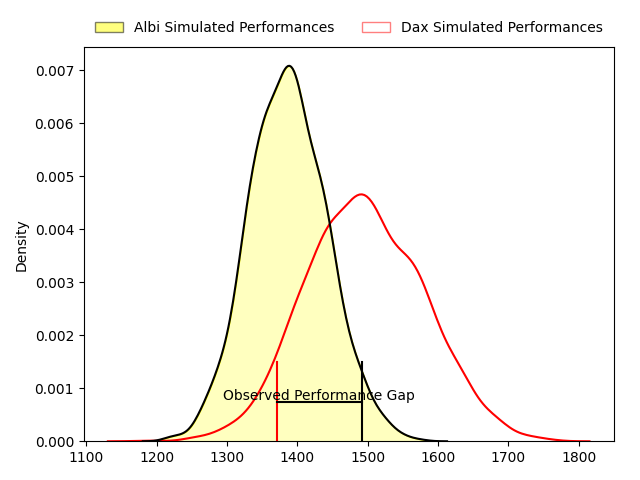 Albi Simulated Performances
Dax Simulated Performances
0.007
0.006
0.005
0.004
0.003
0.002
0.001
0.000
Density
Observed Performance Gap
1100 1200 1300 1400 1500 1600 1700 1800